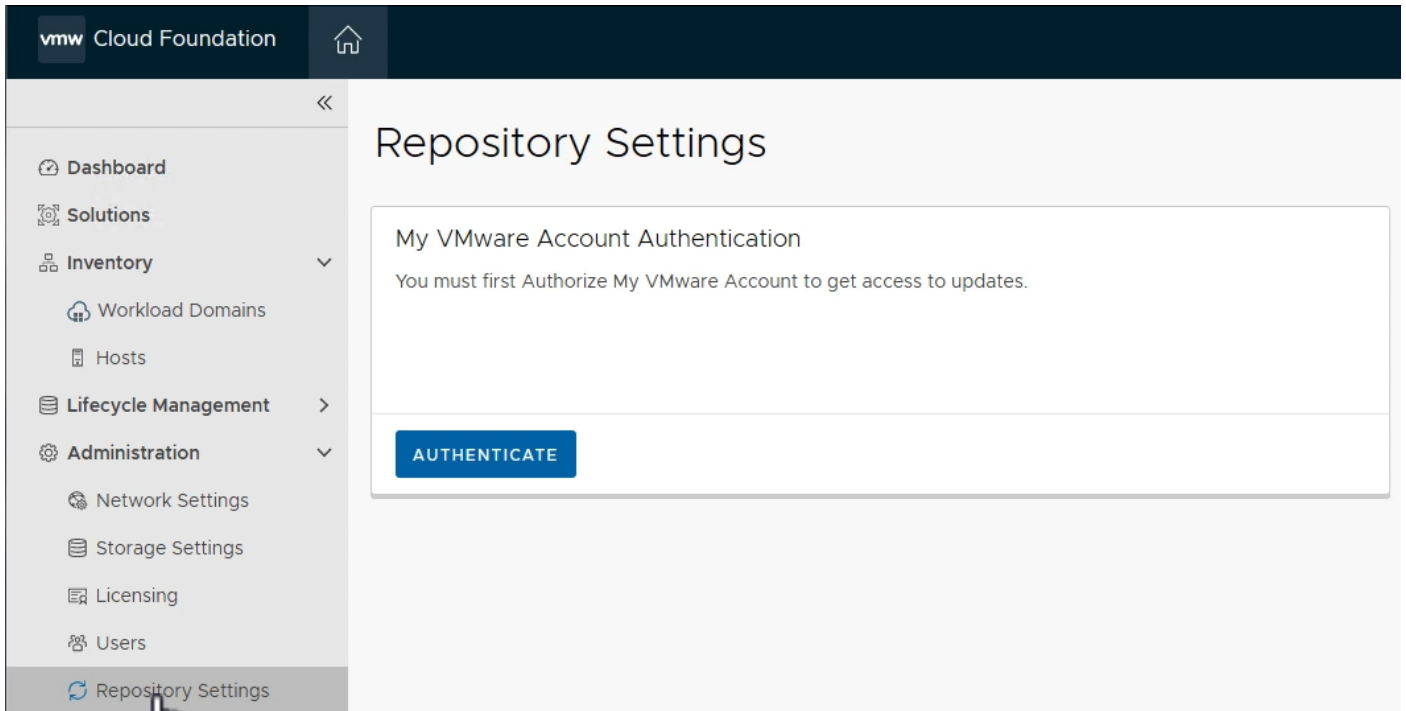 vmw Cloud Foundation
Dashboard
Solutions
Inventory
Workload Domains
Hosts
Lifecycle Management
Administration
Network Settings
Storage Settings
Licensing
Users
Repository Settings
Repository Settings
My VMware Account Authentication
You must first Authorize My VMware Account to get access to updates.
AUTHENTICATE